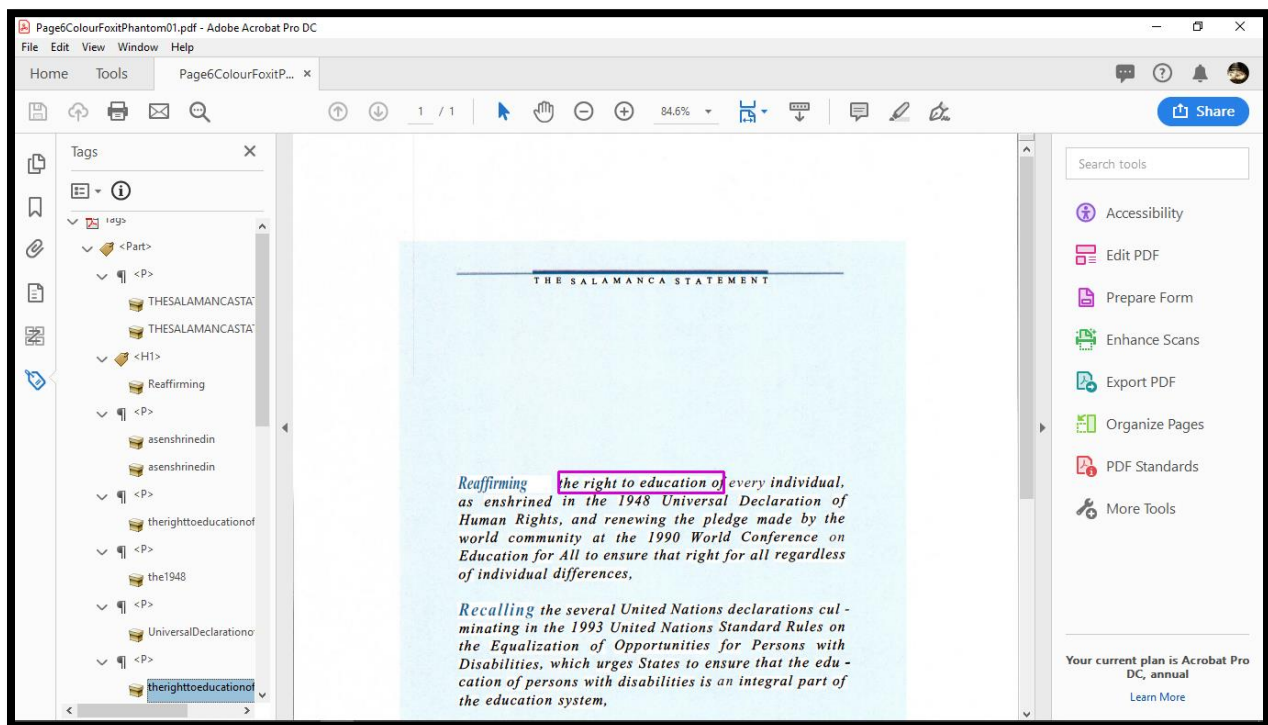 Page6ColourFoxitPhantom01.pdf - Adobe Acrobat Pro DC
File Edit View Window Help
Home Tools Page6ColourFoxitP... ×
1 / 1 84.6% Share
Tags
Tags
<Part>
<P>
THESALAMANCASTA
THESALAMANCASTA
<H1>
Reaffirming
<P>
asenshrinedin
asenshrinedin
<P>
therighttoeducationof
<P>
the1948
<P>
UniversalDeclarationo
<P>
therighttoeducationof
THE SALAMANCA STATEMENT
Reaffirming the right to education of every individual,
as enshrined in the 1948 Universal Declaration of
Human Rights, and renewing the pledge made by the
world community at the 1990 World Conference on
Education for All to ensure that right for all regardless
of individual differences,
Recalling the several United Nations declarations cul -
minating in the 1993 United Nations Standard Rules on
the Equalization of Opportunities for Persons with
Disabilities, which urges States to ensure that the edu -
cation of persons with disabilities is an integral part of
the education system,
Search tools
Accessibility
Edit PDF
Prepare Form
Enhance Scans
Export PDF
Organize Pages
PDF Standards
More Tools
Your current plan is Acrobat Pro
DC, annual
Learn More